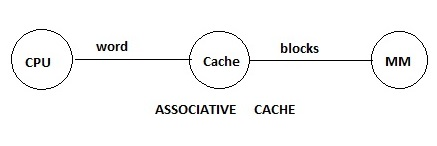 word
blocks
CPU
Cache
MM
ASSOCIATIVE CACHE